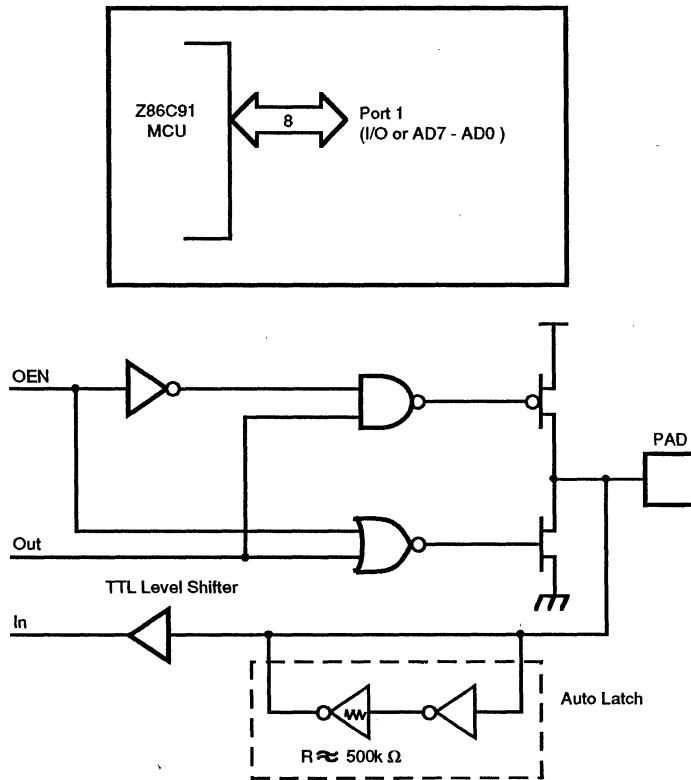 Z86C91
MCU
8
Port 1
(I/O or AD7 - AD0 )
OEN
PAD
Out
TTL Level Shifter
In
Auto Latch
R ≈ 500k Ω